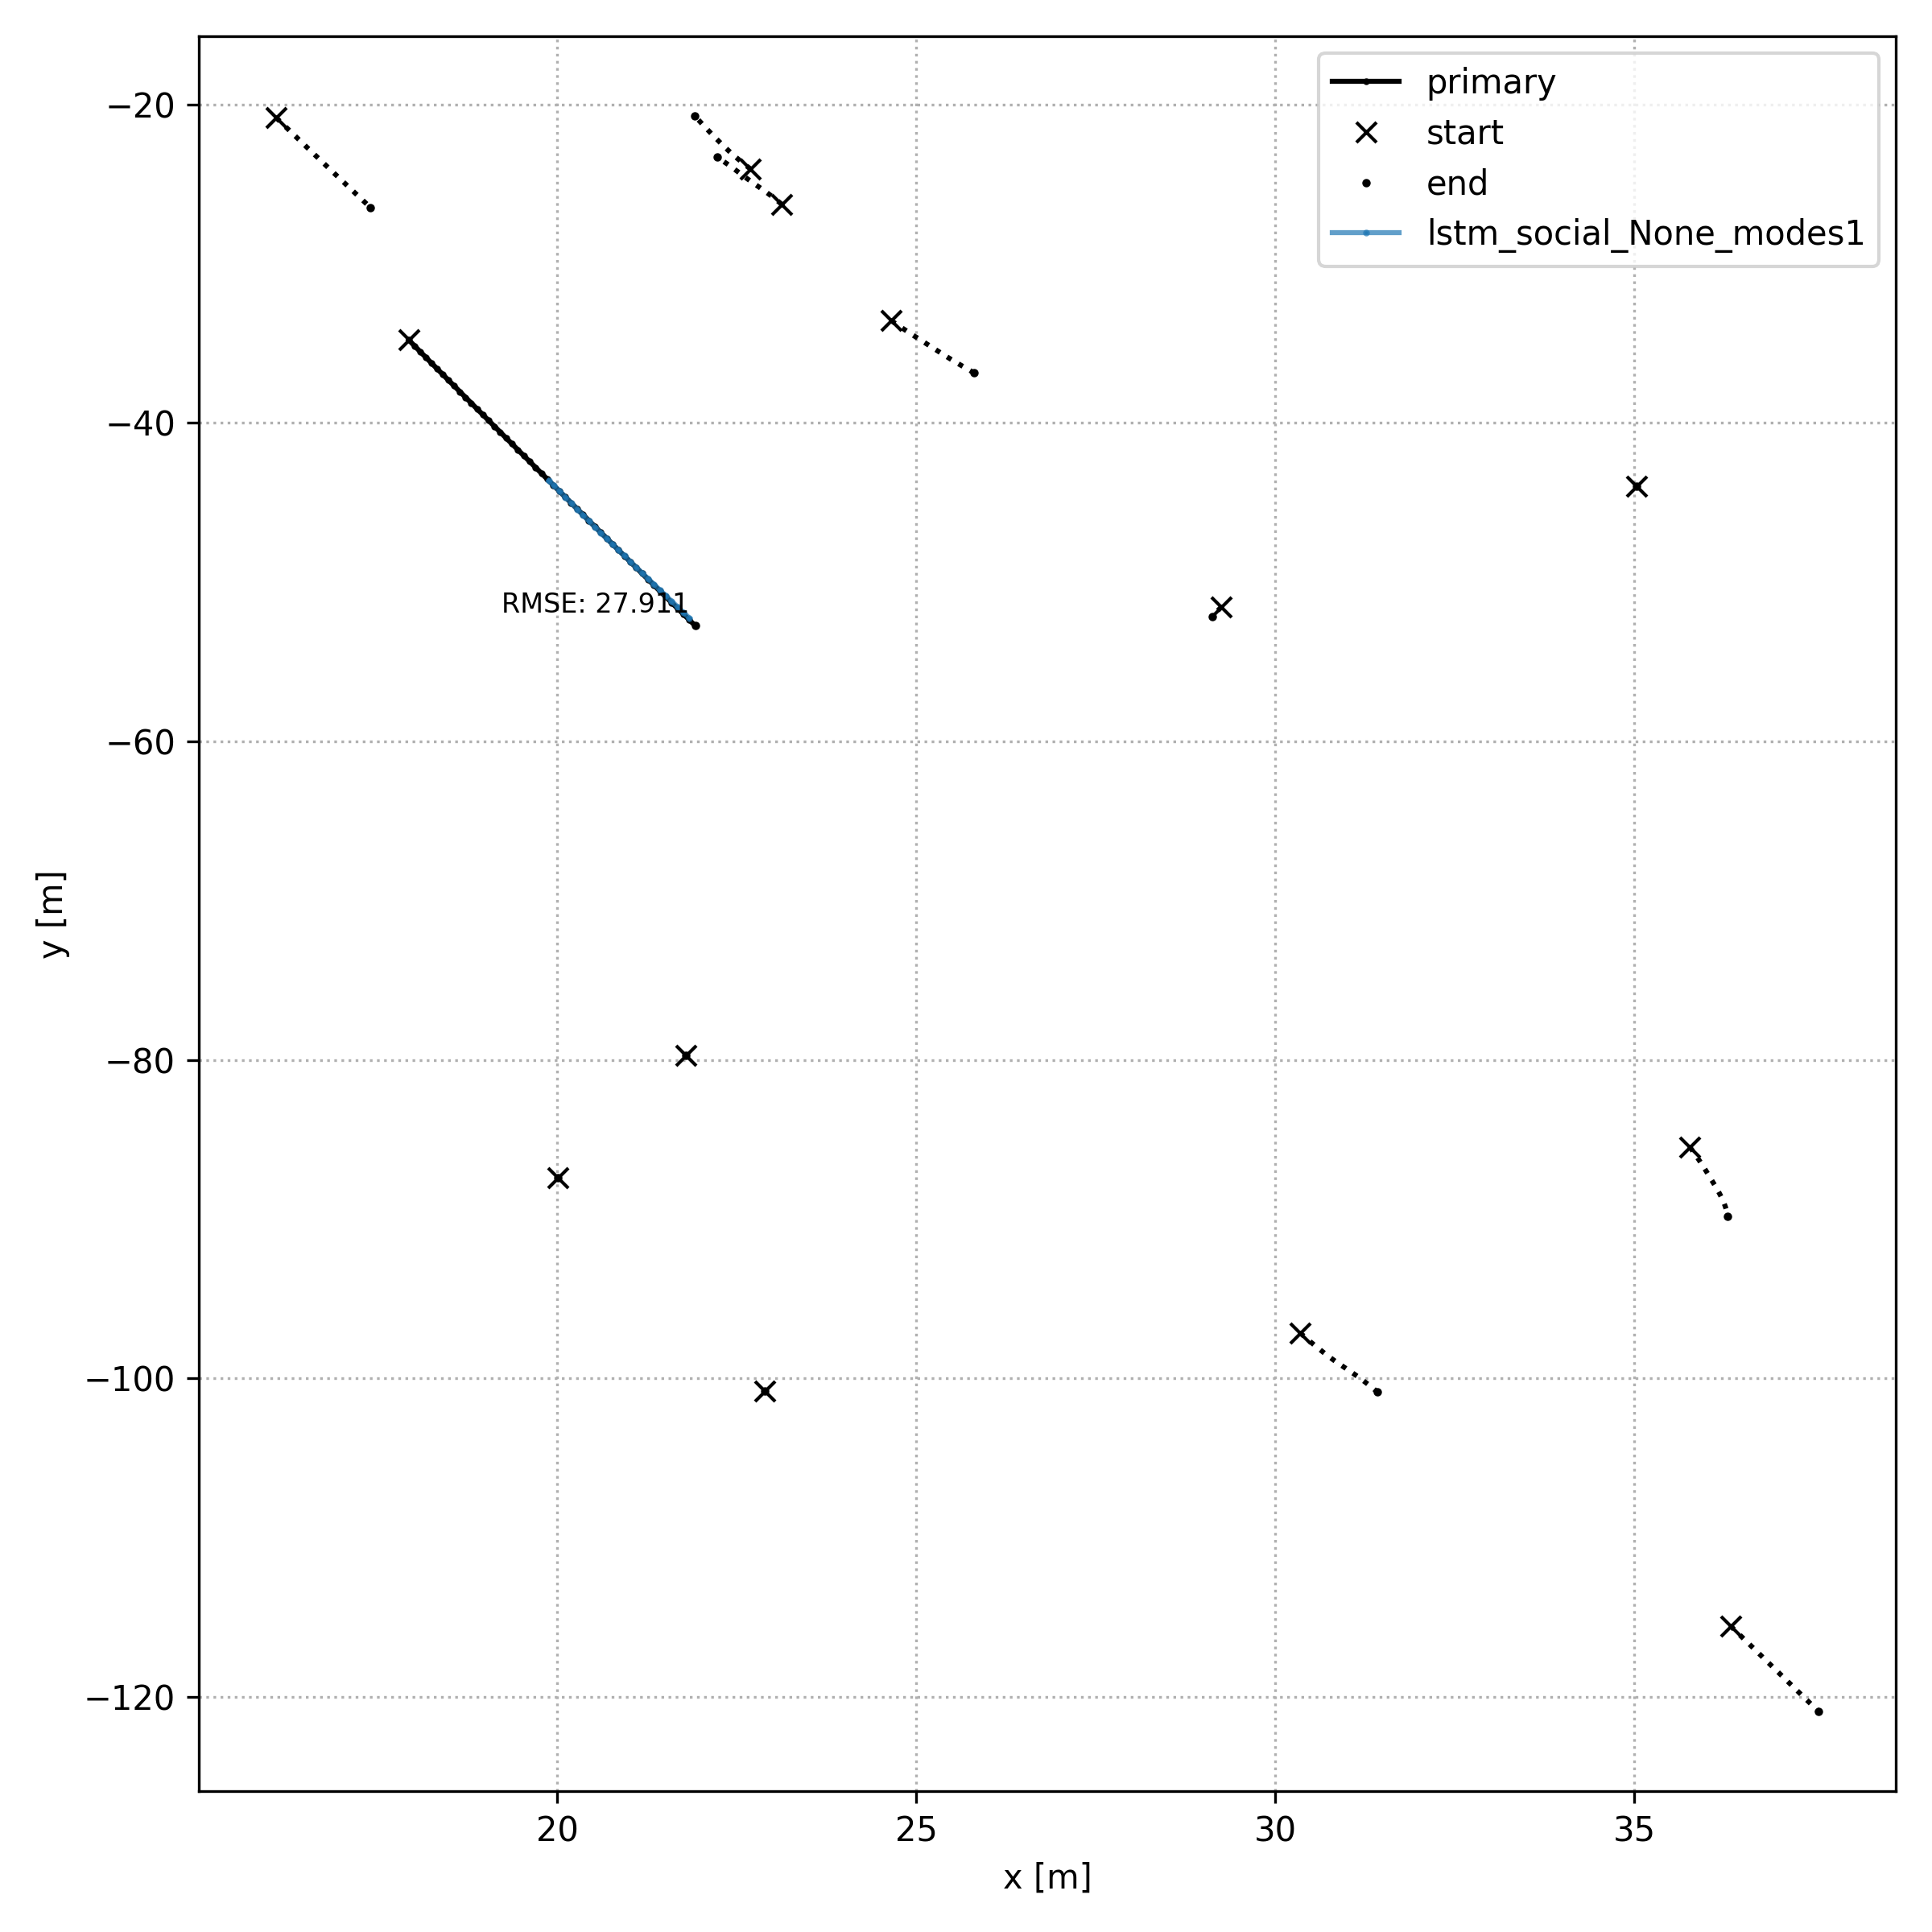 primary
start
end
lstm_social_None_modes1
RMSE: 27.911
−20
−40
−60
−80
−100
−120
y [m]
20 25 30 35
x [m]